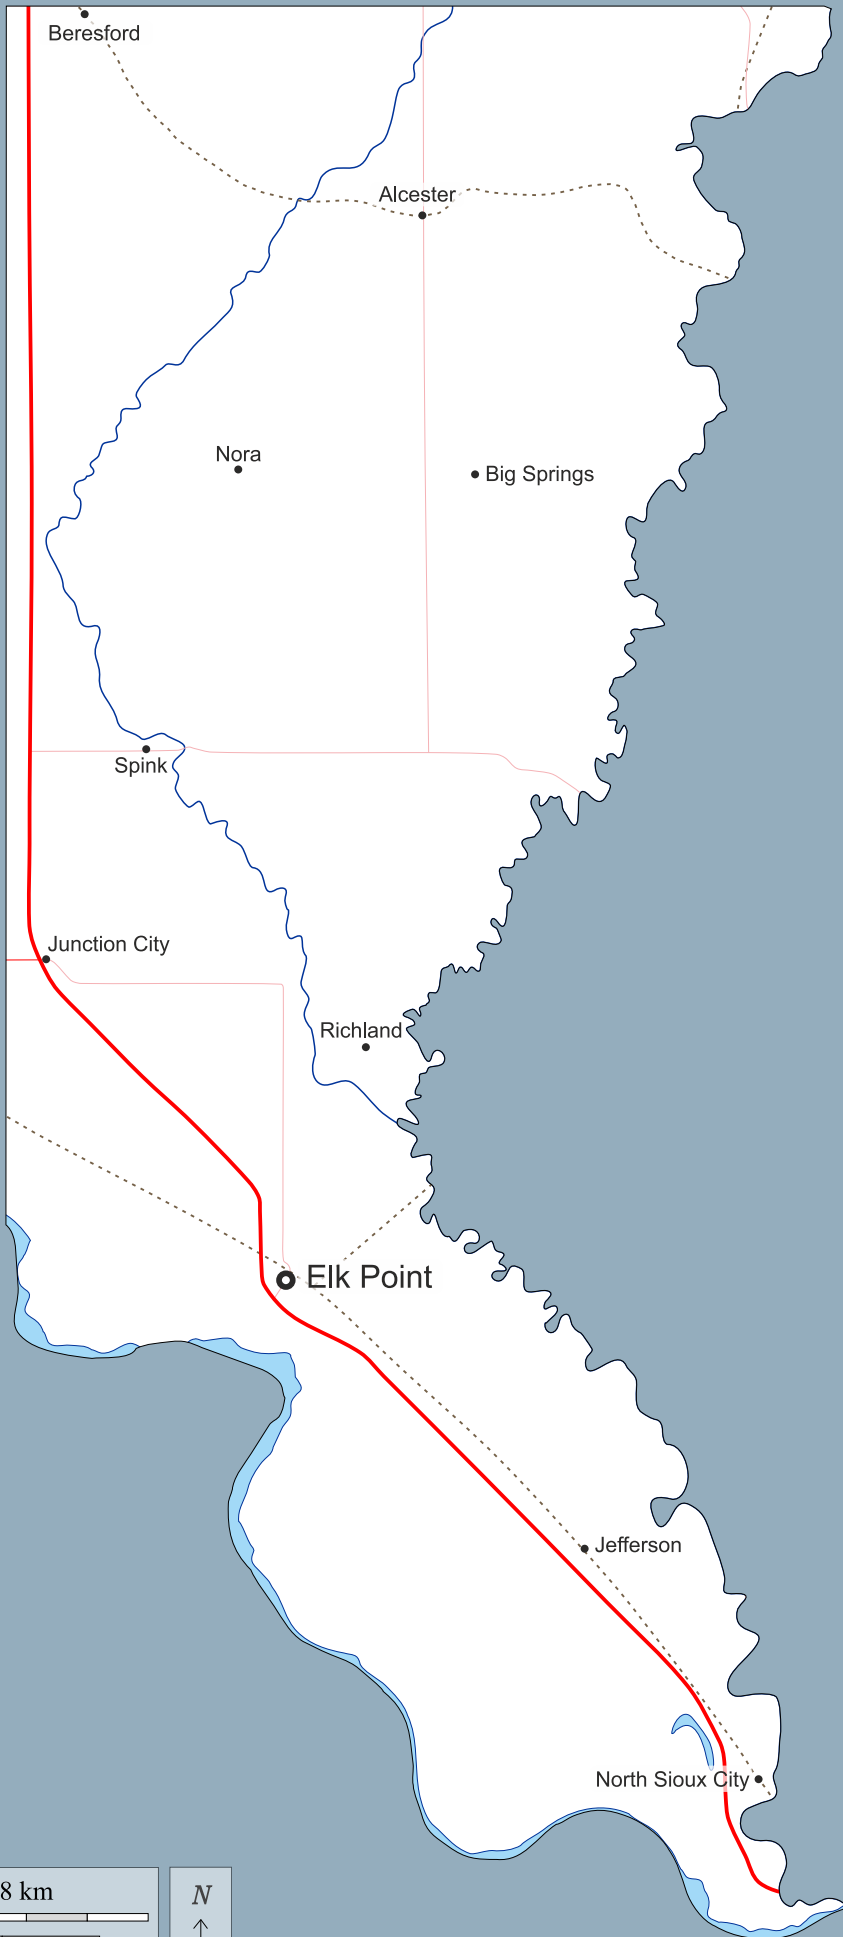 Beresford
Alcester
Nora
Big Springs
Spink
Junction City
Richland
Elk Point
Jefferson
North Sioux City
8 km
N